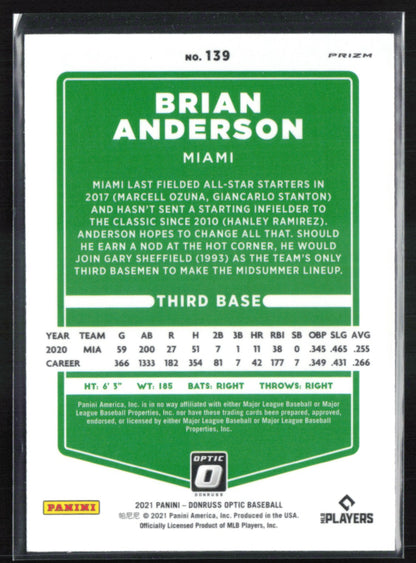 NO. 139
PRIZM
BRIAN
ANDERSON
MIAMI
MIAMI LAST FIELDED ALL-STAR STARTERS IN
2017 (MARCELL OZUNA, GIANCARLO STANTON)
AND HASN'T SENT A STARTING INFIELDER TO
THE CLASSIC SINCE 2010 (HANLEY RAMIREZ).
ANDERSON HOPES TO CHANGE ALL THAT. SHOULD
HE EARN A NOD AT THE HOT CORNER, HE WOULD
JOIN GARY SHEFFIELD (1993) AS THE TEAM'S ONLY
THIRD BASEMEN TO MAKE THE MIDSUMMER LINEUP.
THIRD BASE
YEAR TEAM G AB R H 2B 3B HR RBI SB OBP SLG AVG
2020 MIA 59 200 27 51 7 1 11 38 0 .345 .465 .255
CAREER 366 1333 182 354 81 7 42 177 7 .349 .431 .266
HT: 6' 3" WT: 185 BATS: RIGHT THROWS: RIGHT
Panini America, Inc. is in no way affiliated with either Major League Baseball or Major
League Baseball Properties, Inc. nor have these trading cards been prepared, approved,
endorsed, or licensed by either Major League Baseball or Major League Baseball
Properties, Inc.
OPTIC
O
DONRUSS
PANINI
2021 PANINI – DONRUSS OPTIC BASEBALL
帕尼尼 © 2021 Panini America, Inc. Produced in the USA.
Officially Licensed Product of MLB Players, Inc.
MLB PLAYERS